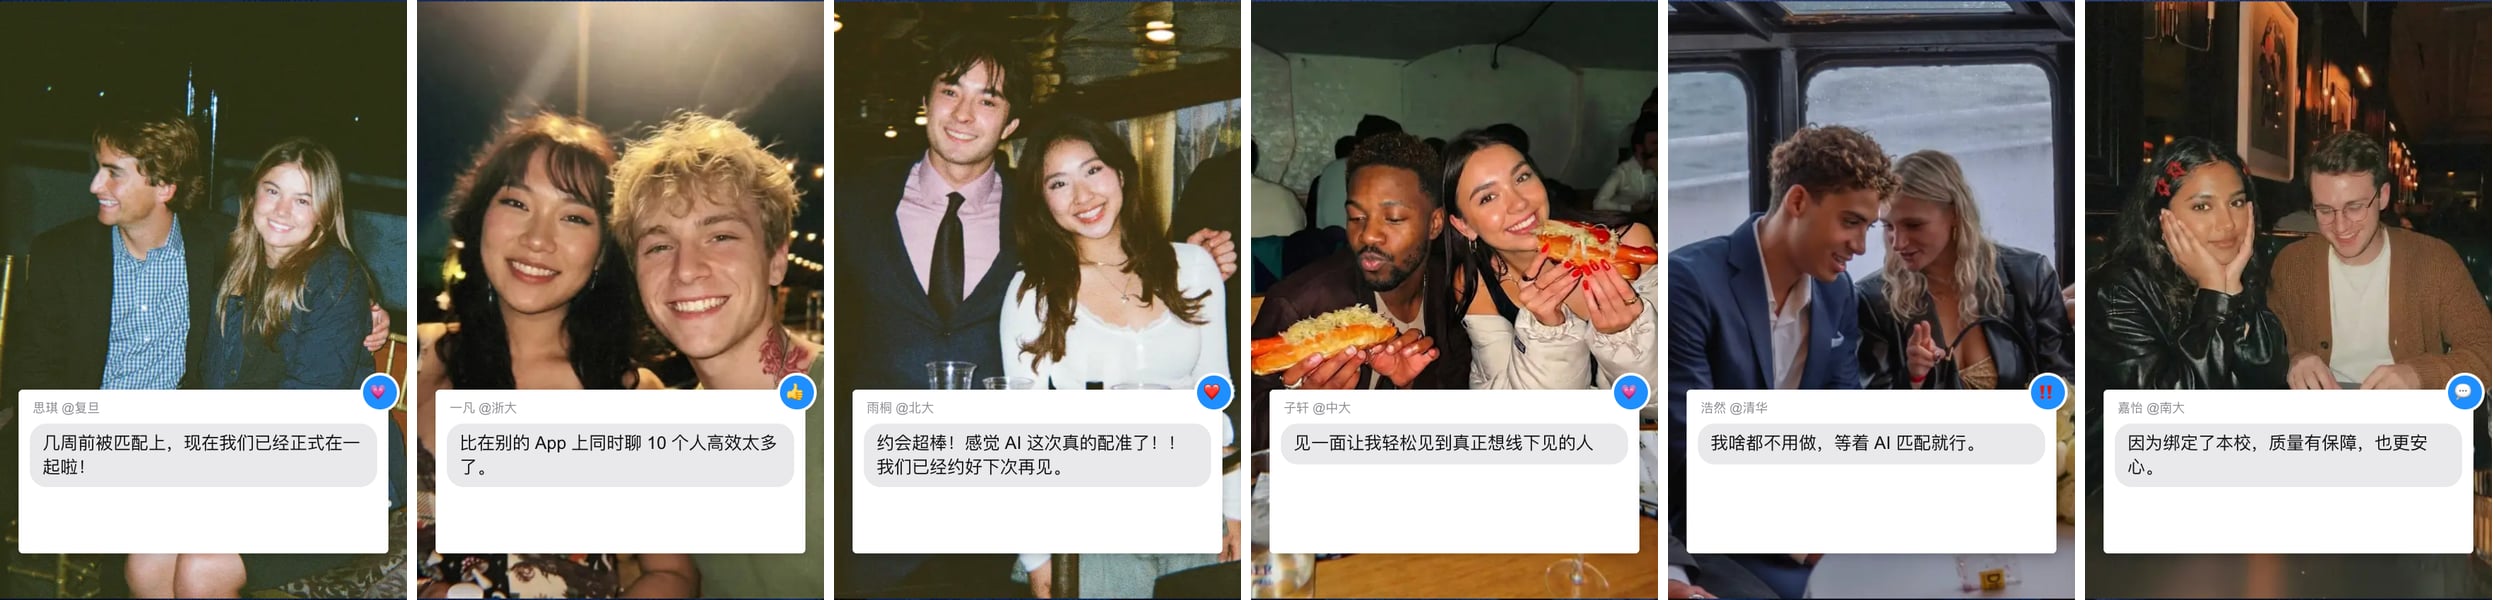 思琪 @复旦
几周前被匹配上，现在我们已经正式在一
起啦！
一凡 @浙大
比在别的 App 上同时聊 10 个人高效太多
了。
雨桐 @北大
约会超棒！感觉 AI 这次真的配准了！！
我们已经约好下次再见。
子轩 @中大
见一面让我轻松见到真正想线下见的人
浩然 @清华
我啥都不用做，等着 AI 匹配就行。
嘉怡 @南大
因为绑定了本校，质量有保障，也更安
心。